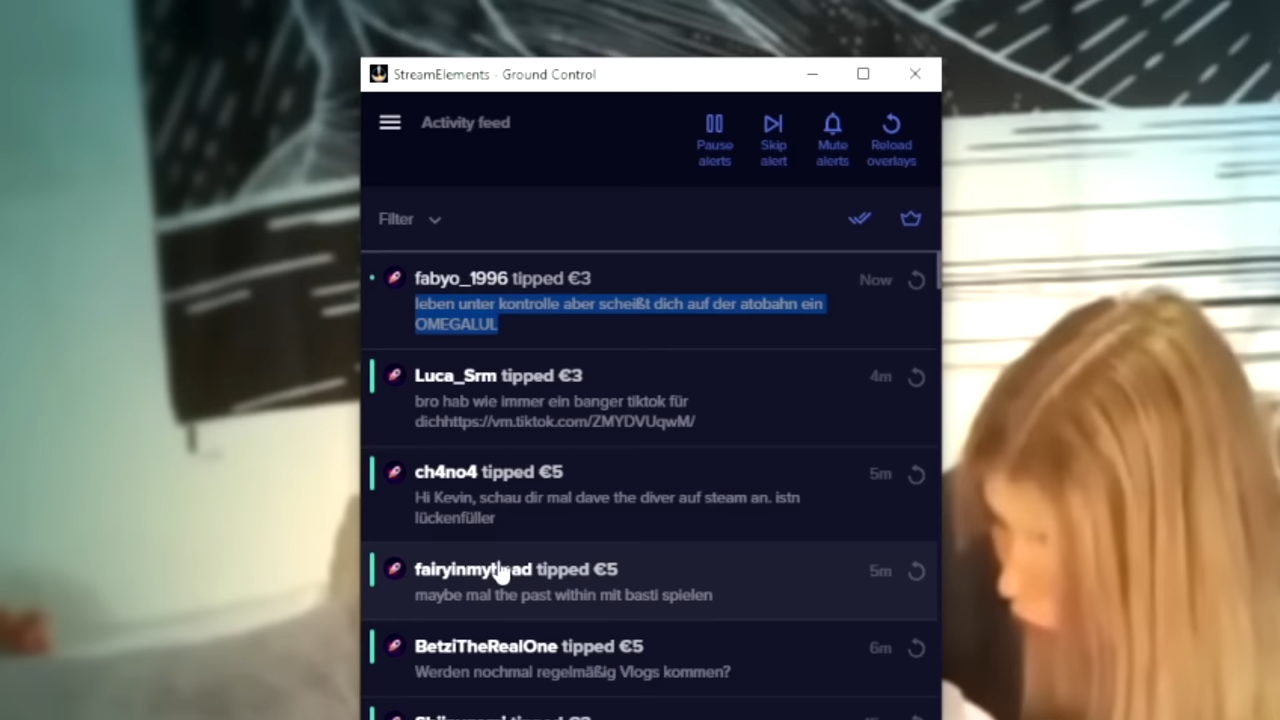 StreamElements - Ground Control
Activity feed
Pause alerts
Skip alert
Mute alerts
Reload overlays
Filter
fabyo_1996 tipped €3
Now
leben unter kontrolle aber scheißt dich auf der atobahn ein
OMEGALUL
Luca_Srm tipped €3
4m
bro hab wie immer ein banger tiktok für
dichhttps://vm.tiktok.com/ZMYDVUqwM/
ch4no4 tipped €5
5m
Hi Kevin, schau dir mal dave the diver auf steam an. istn
lückenfüller
tipped €5
5m
maybe mal the past within mit basti spielen
BetziTheRealOne tipped €5
6m
Werden nochmal regelmäßig Vlogs kommen?